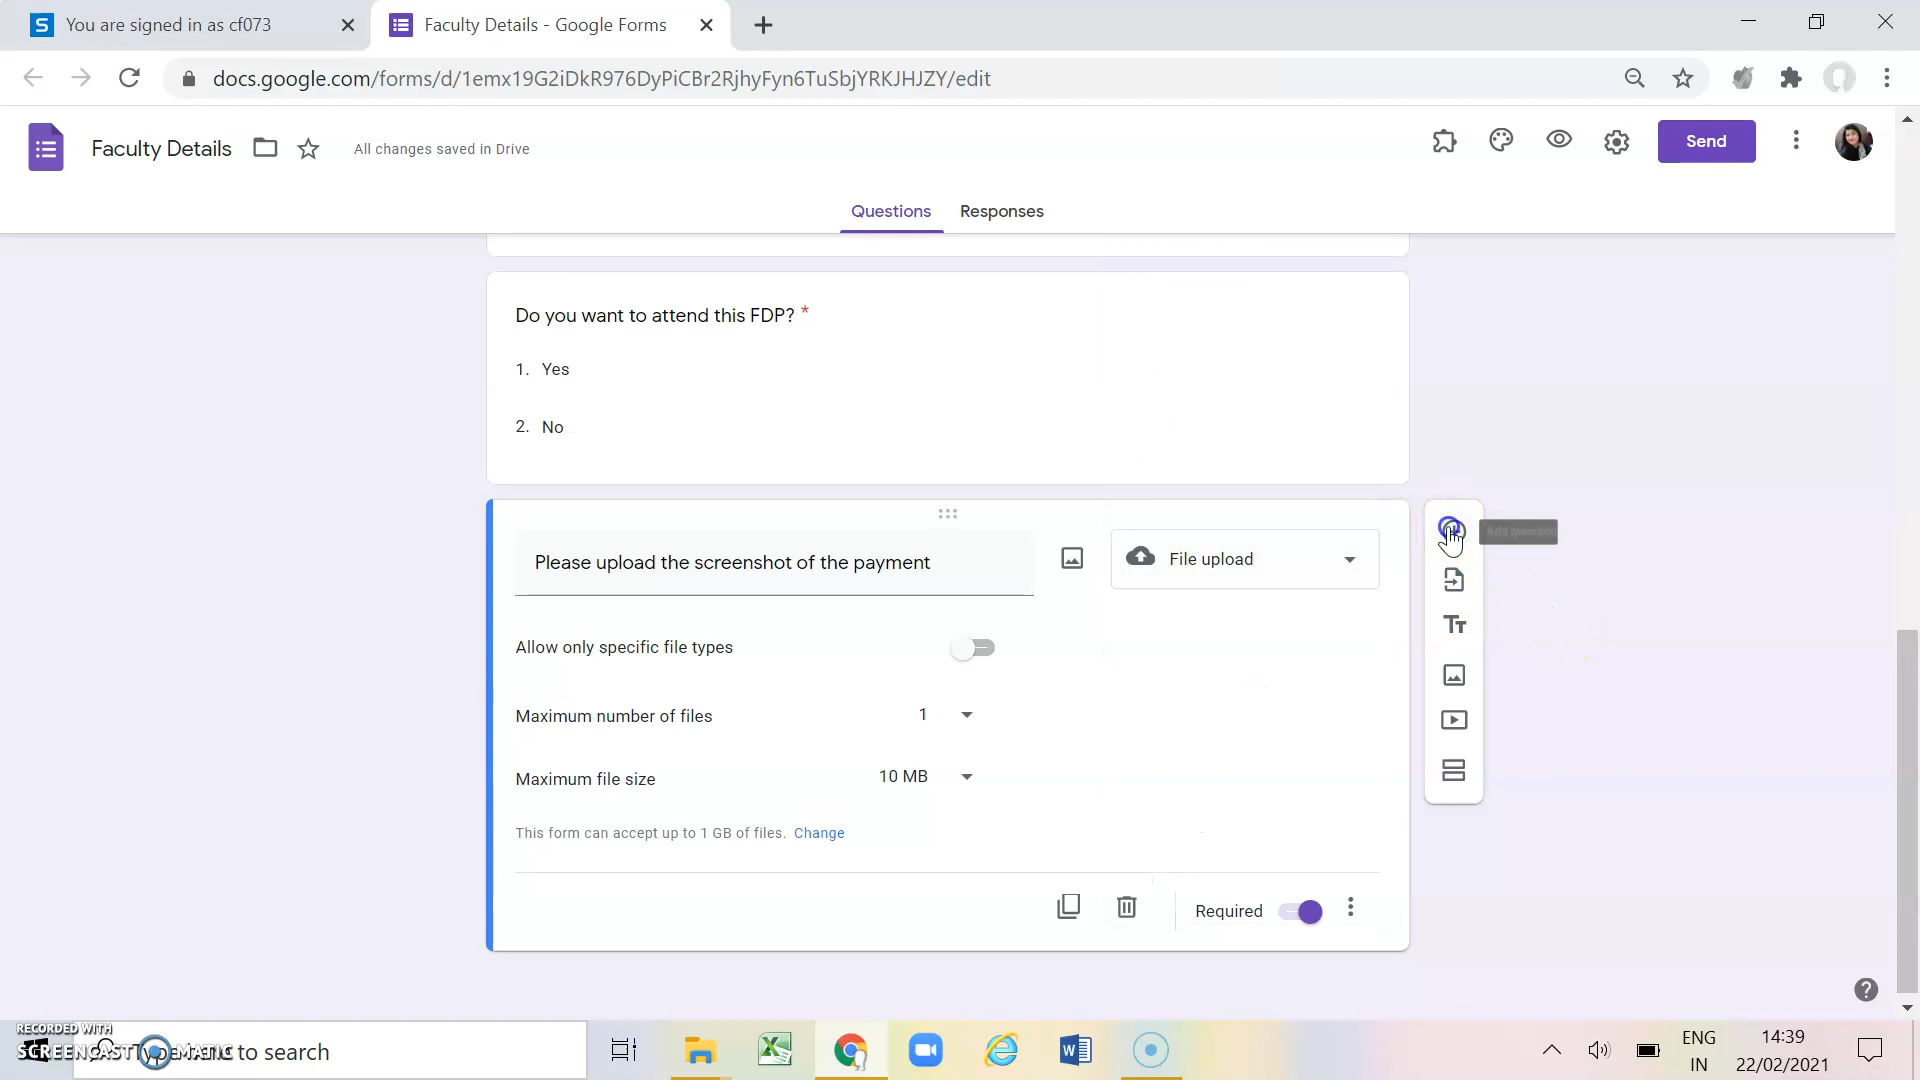 You are signed in as cf073
Faculty Details - Google Forms
docs.google.com/forms/d/1emx19G2iDkR976DyPiCBr2RjhyFyn6TuSbjYRKJHJZY/edit
Faculty Details
All changes saved in Drive
Send
Questions
Responses
Do you want to attend this FDP? *
1. Yes
2. No
Please upload the screenshot of the payment
File upload
Add question
Allow only specific file types
Maximum number of files
1
Maximum file size
10 MB
This form can accept up to 1 GB of files. Change
Required
RECORDED WITH
SCREENCAST MATIC
to search
ENG
IN
14:39
22/02/2021